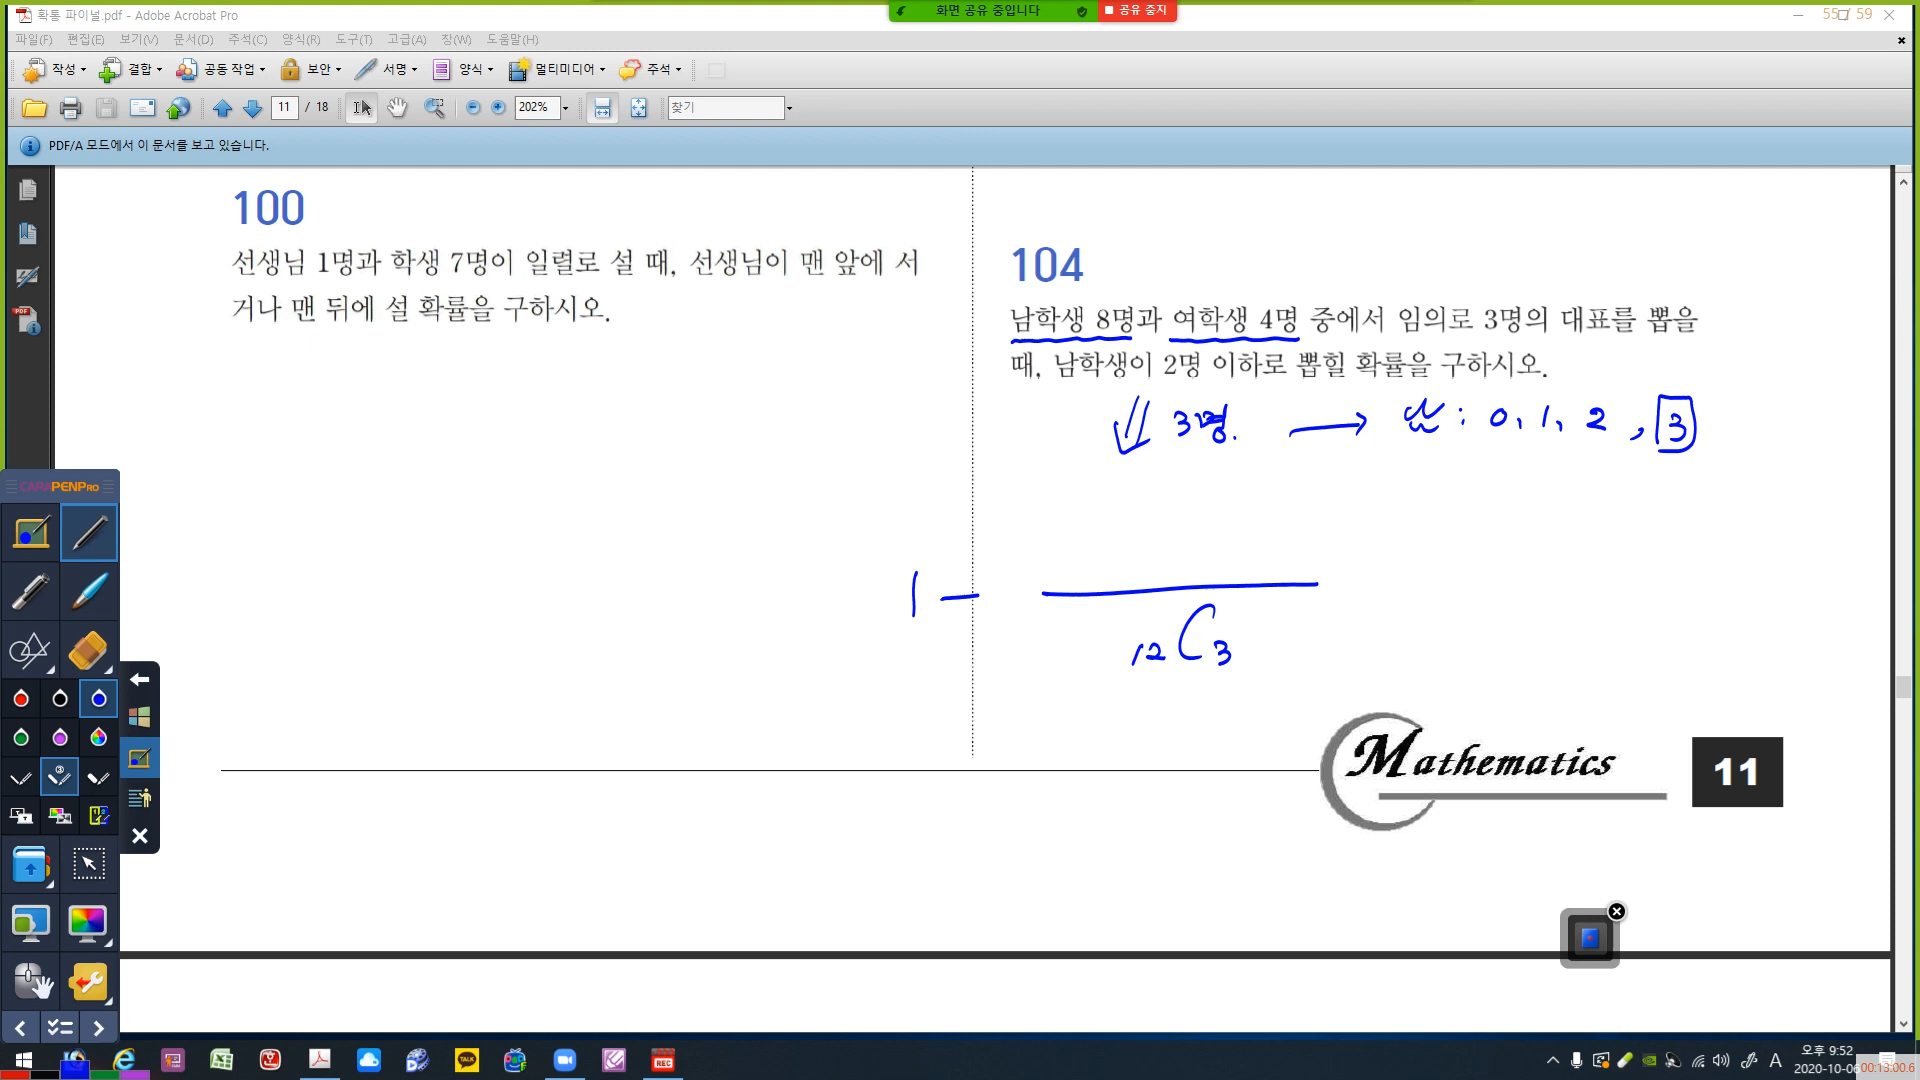 확통 파이널.pdf - Adobe Acrobat Pro
화면 공유 중입니다
공유 중지
55 / 59
파일(F) 편집(E) 보기(V) 문서(D) 주석(C) 양식(R) 도구(T) 고급(A) 창(W) 도움말(H)
작성 결합 공동 작업 보안 서명 양식 멀티미디어 주석
11 / 18 202% 찾기
PDF/A 모드에서 이 문서를 보고 있습니다.
100
선생님 1명과 학생 7명이 일렬로 설 때, 선생님이 맨 앞에 서
거나 맨 뒤에 설 확률을 구하시오.
104
남학생 8명과 여학생 4명 중에서 임의로 3명의 대표를 뽑을
때, 남학생이 2명 이하로 뽑힐 확률을 구하시오.
3명. → 남 : 0, 1, 2, 3
1 -
12C3
Mathematics
11
CARAPENPRO
오후 9:52
2020-10-06
00:13:00.6